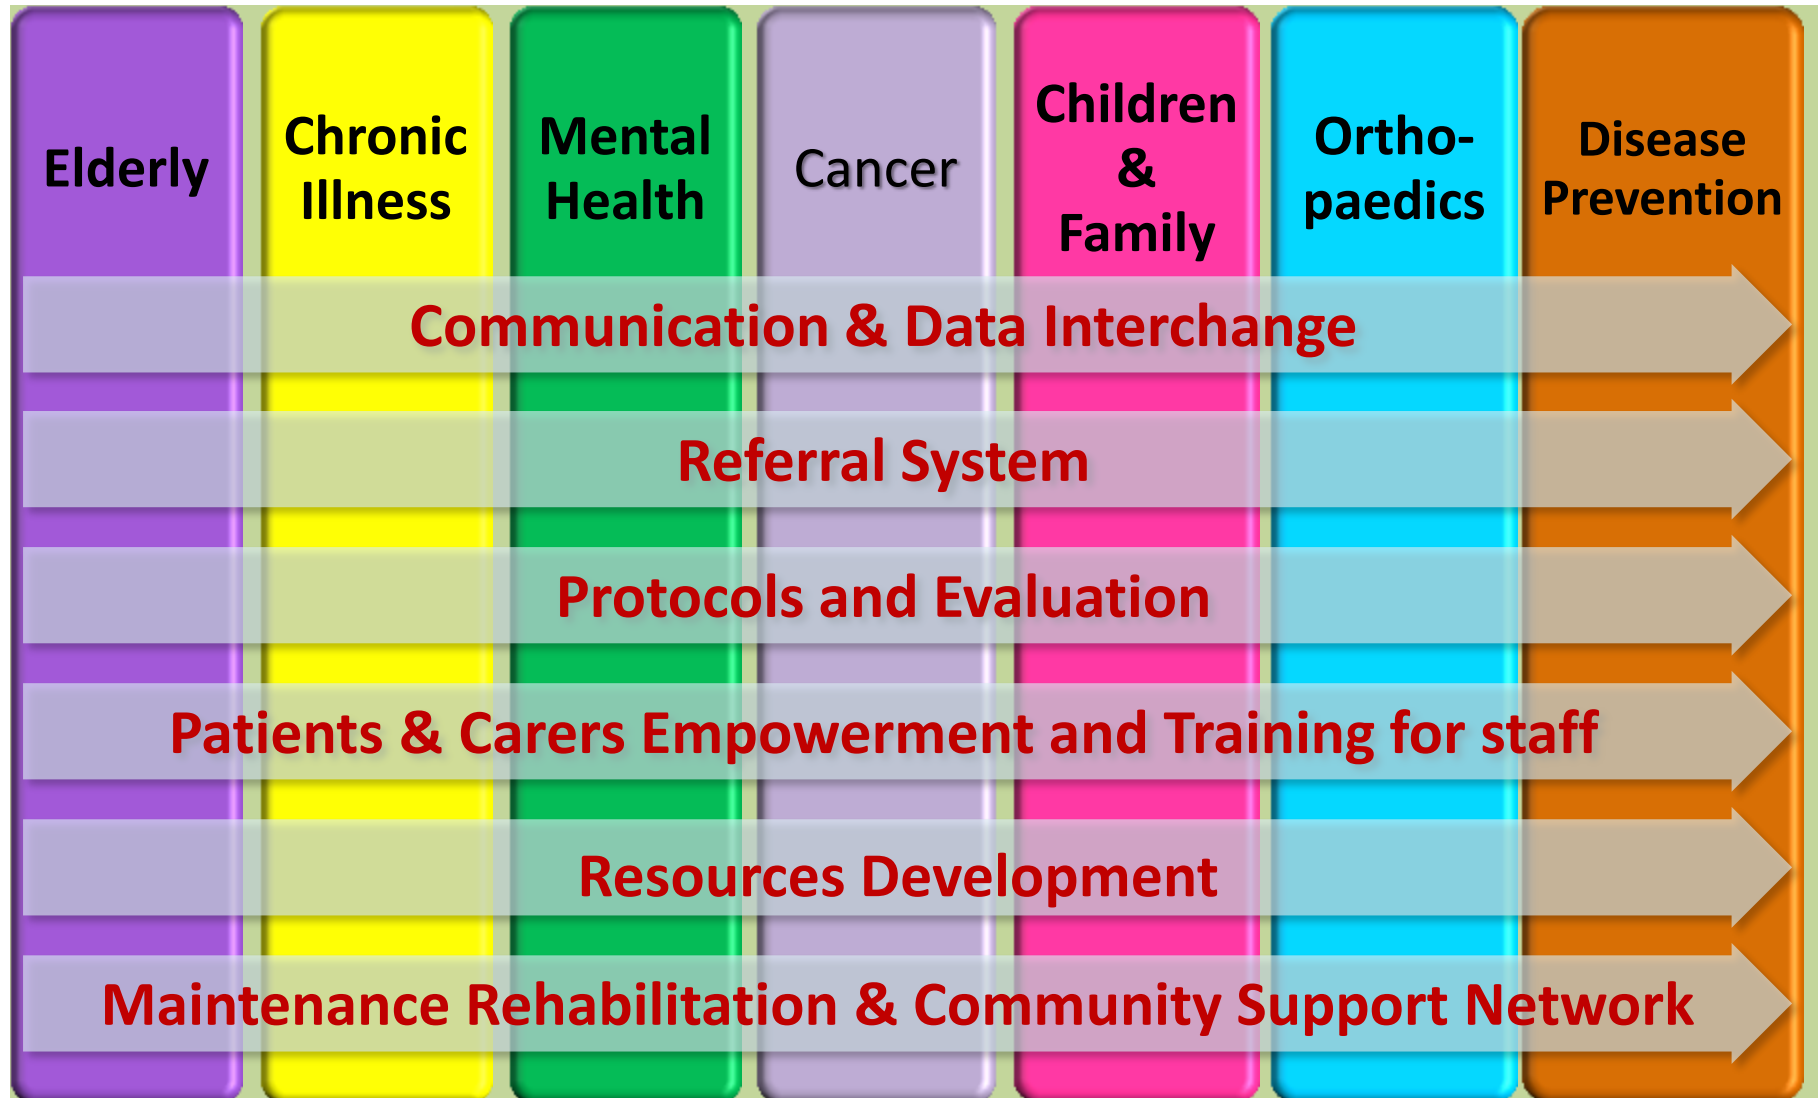 Elderly
Chronic
Illness
Mental
Health
Cancer
Children
&
Family
Ortho-
paedics
Disease
Prevention
Communication & Data Interchange
Referral System
Protocols and Evaluation
Patients & Carers Empowerment and Training for staff
Resources Development
Maintenance Rehabilitation & Community Support Network